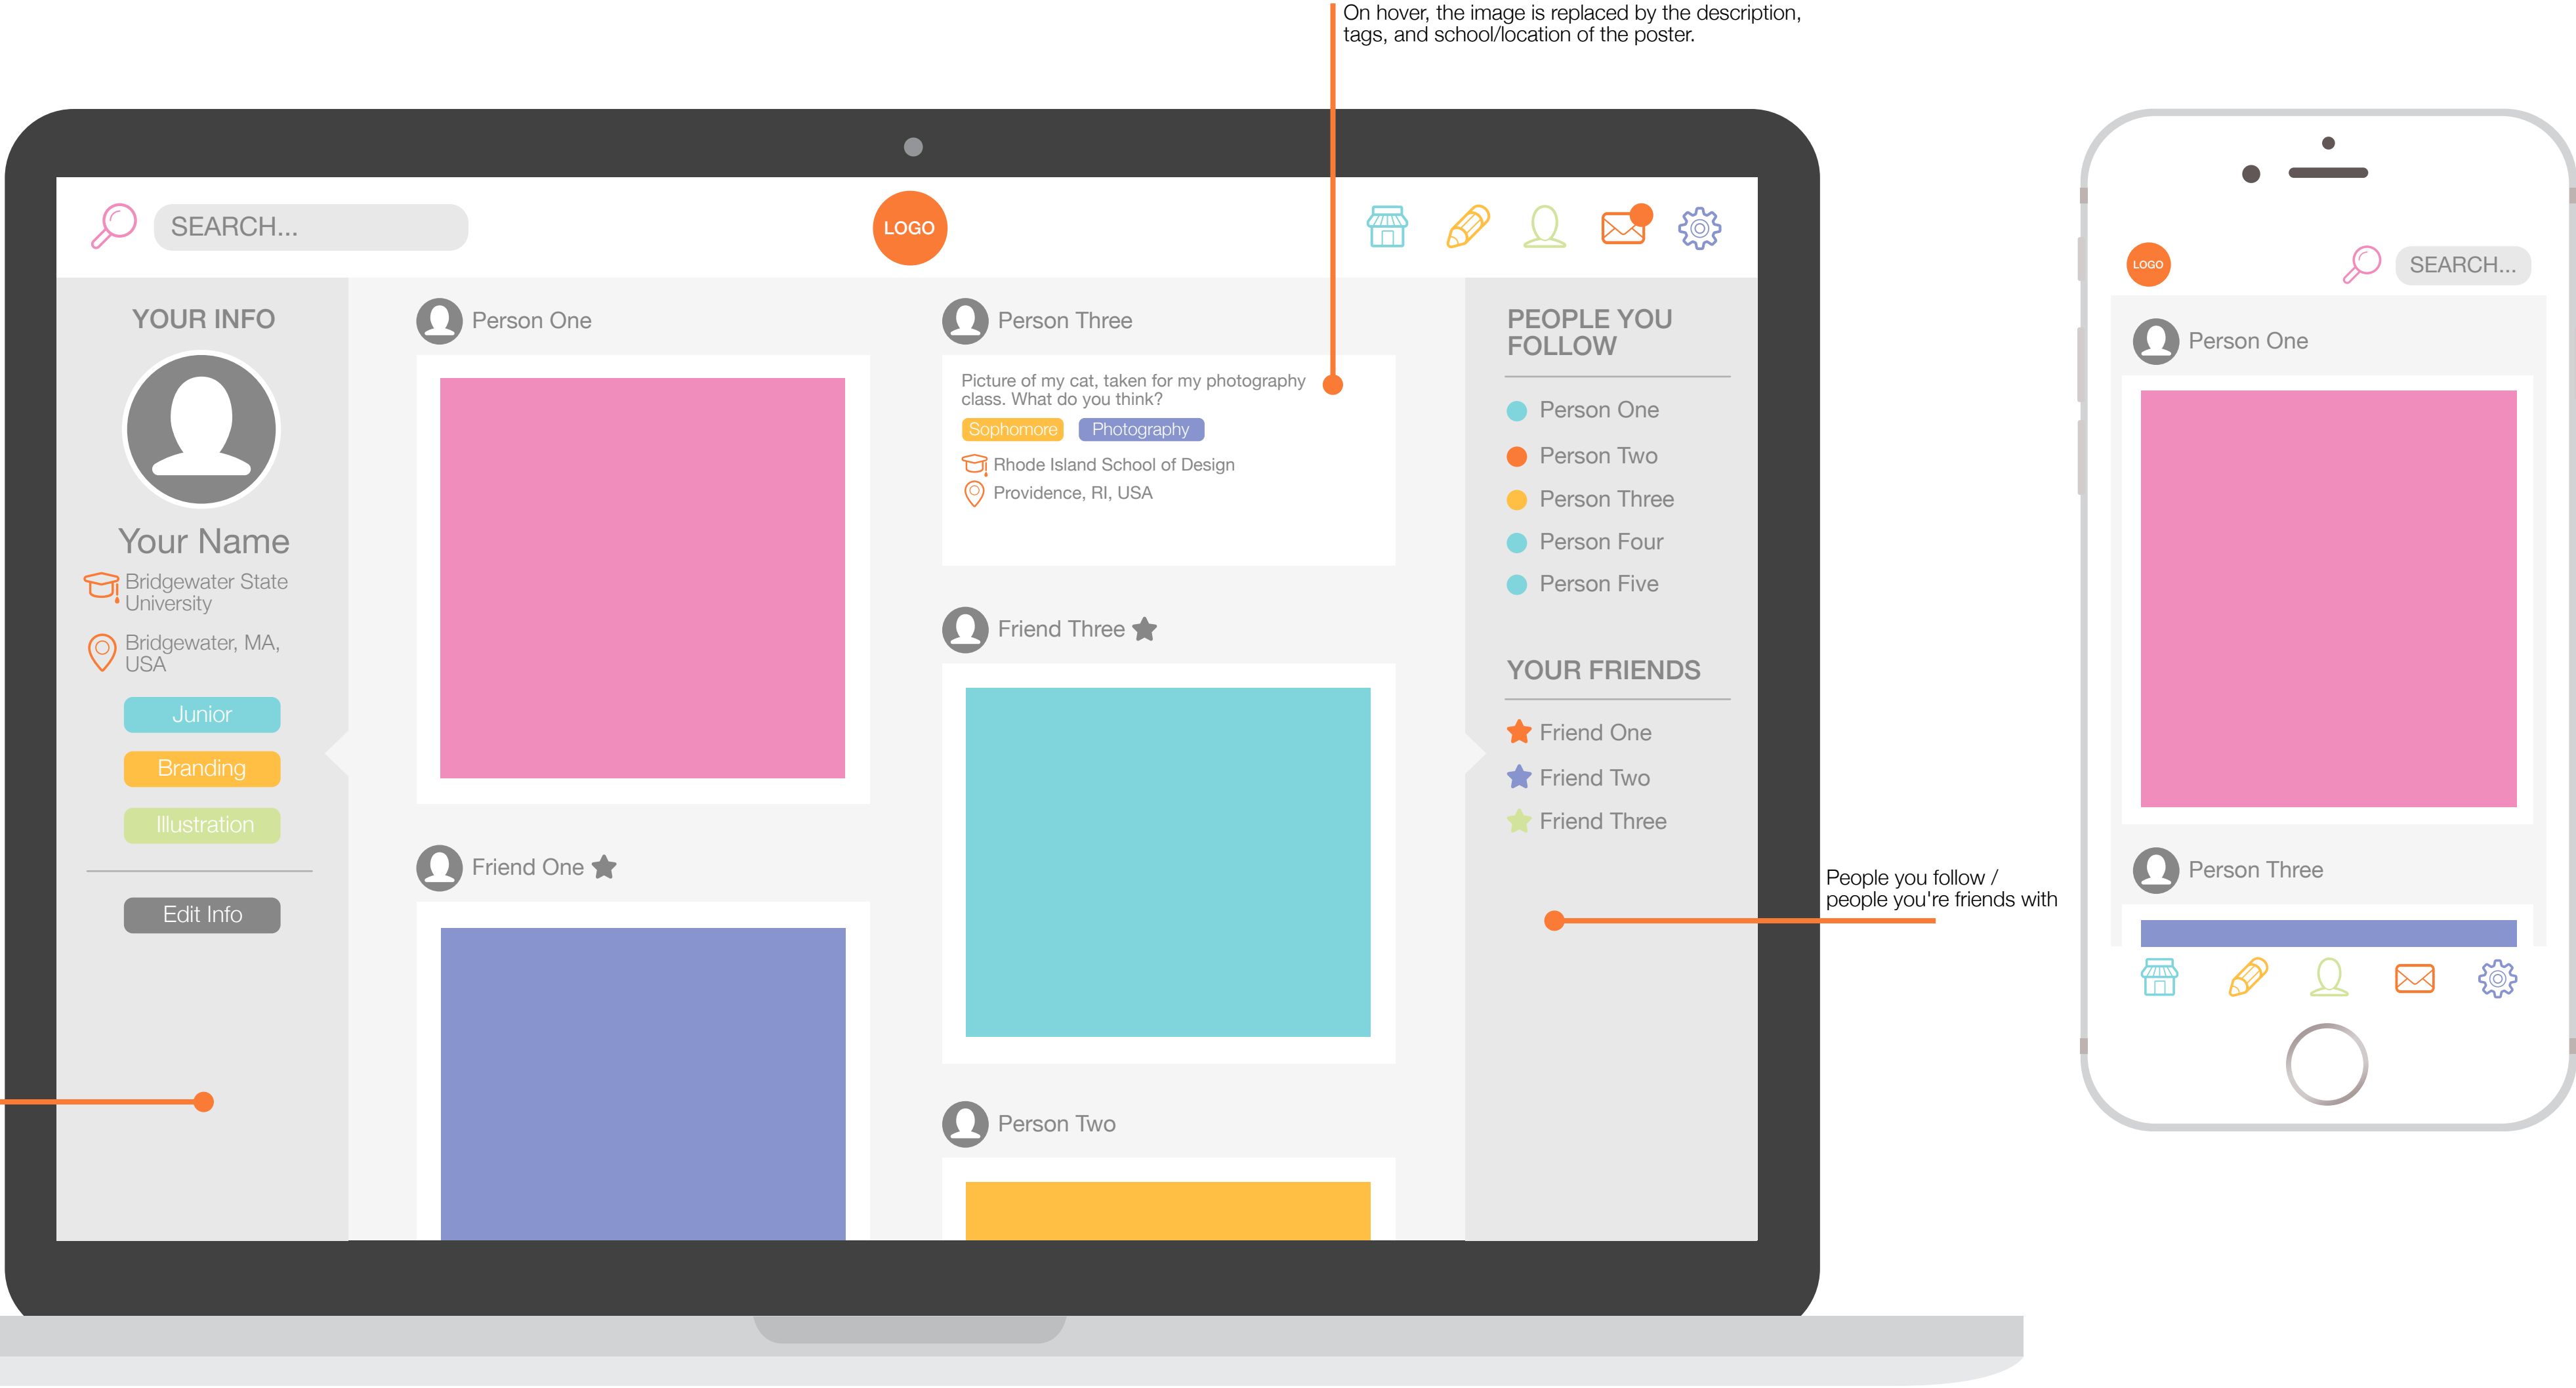 On hover, the image is replaced by the description,
tags, and school/location of the poster.
SEARCH...
LOGO
YOUR INFO
Your Name
Bridgewater State
University
Bridgewater, MA,
USA
Junior
Branding
Illustration
Edit Info
Person One
Friend One
Person Three
Picture of my cat, taken for my photography
class. What do you think?
Sophomore
Photography
Rhode Island School of Design
Providence, RI, USA
Friend Three
Person Two
PEOPLE YOU
FOLLOW
Person One
Person Two
Person Three
Person Four
Person Five
YOUR FRIENDS
Friend One
Friend Two
Friend Three
People you follow /
people you're friends with
LOGO
SEARCH...
Person One
Person Three